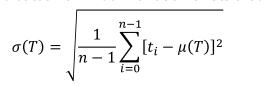 σ(T) = √(1/(n − 1) ∑_{i=0}^{n−1} [t_i − μ(T)]²)